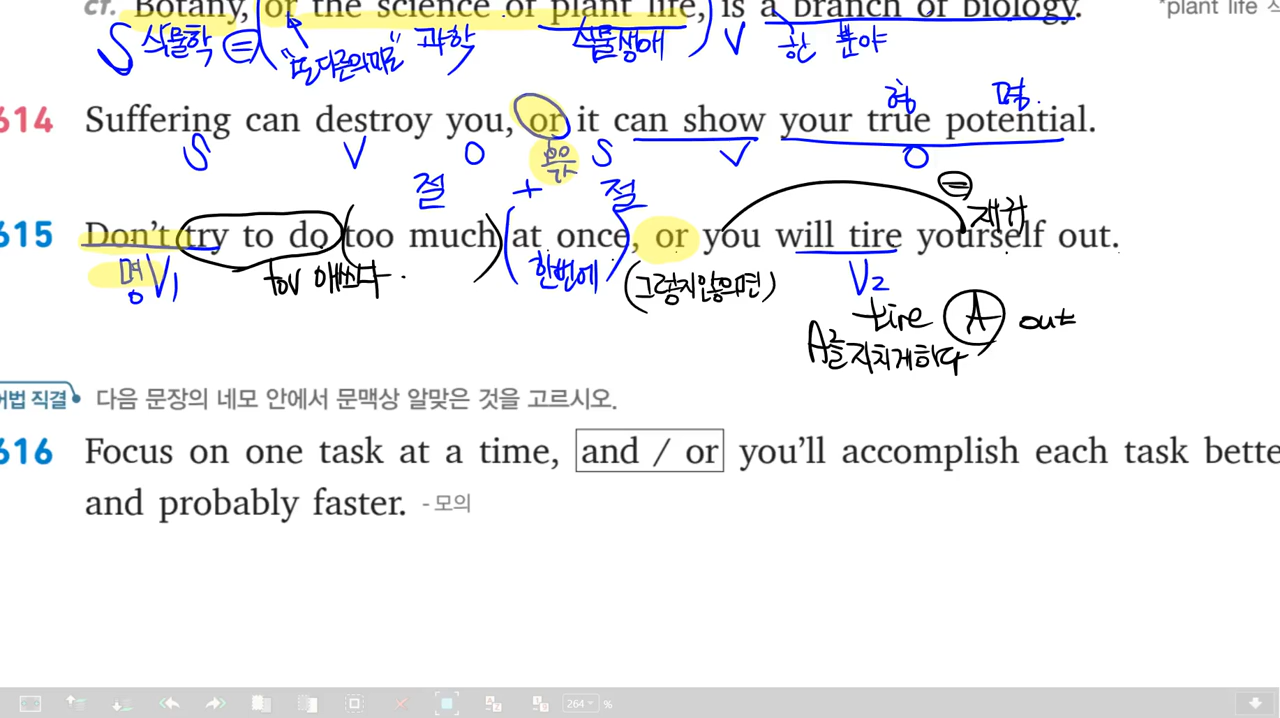 cf. Botany, or the science of plant life, is a branch of biology.
*plant life 식
S 식물학 = "또다른의미로" 과학 식물생애 V 한 분야
형 명.
614 Suffering can destroy you, or it can show your true potential.
S V O S V O
절 + 절
= 재귀
615 Don't try to do too much at once, or you will tire yourself out.
명 V1 tov 애쓰다. 한번에 (그렇지않으면) V2
tire A out
A를 지치게하다
어법 직결 다음 문장의 네모 안에서 문맥상 알맞은 것을 고르시오.
616 Focus on one task at a time, and / or you'll accomplish each task bette
and probably faster. - 모의
264 %